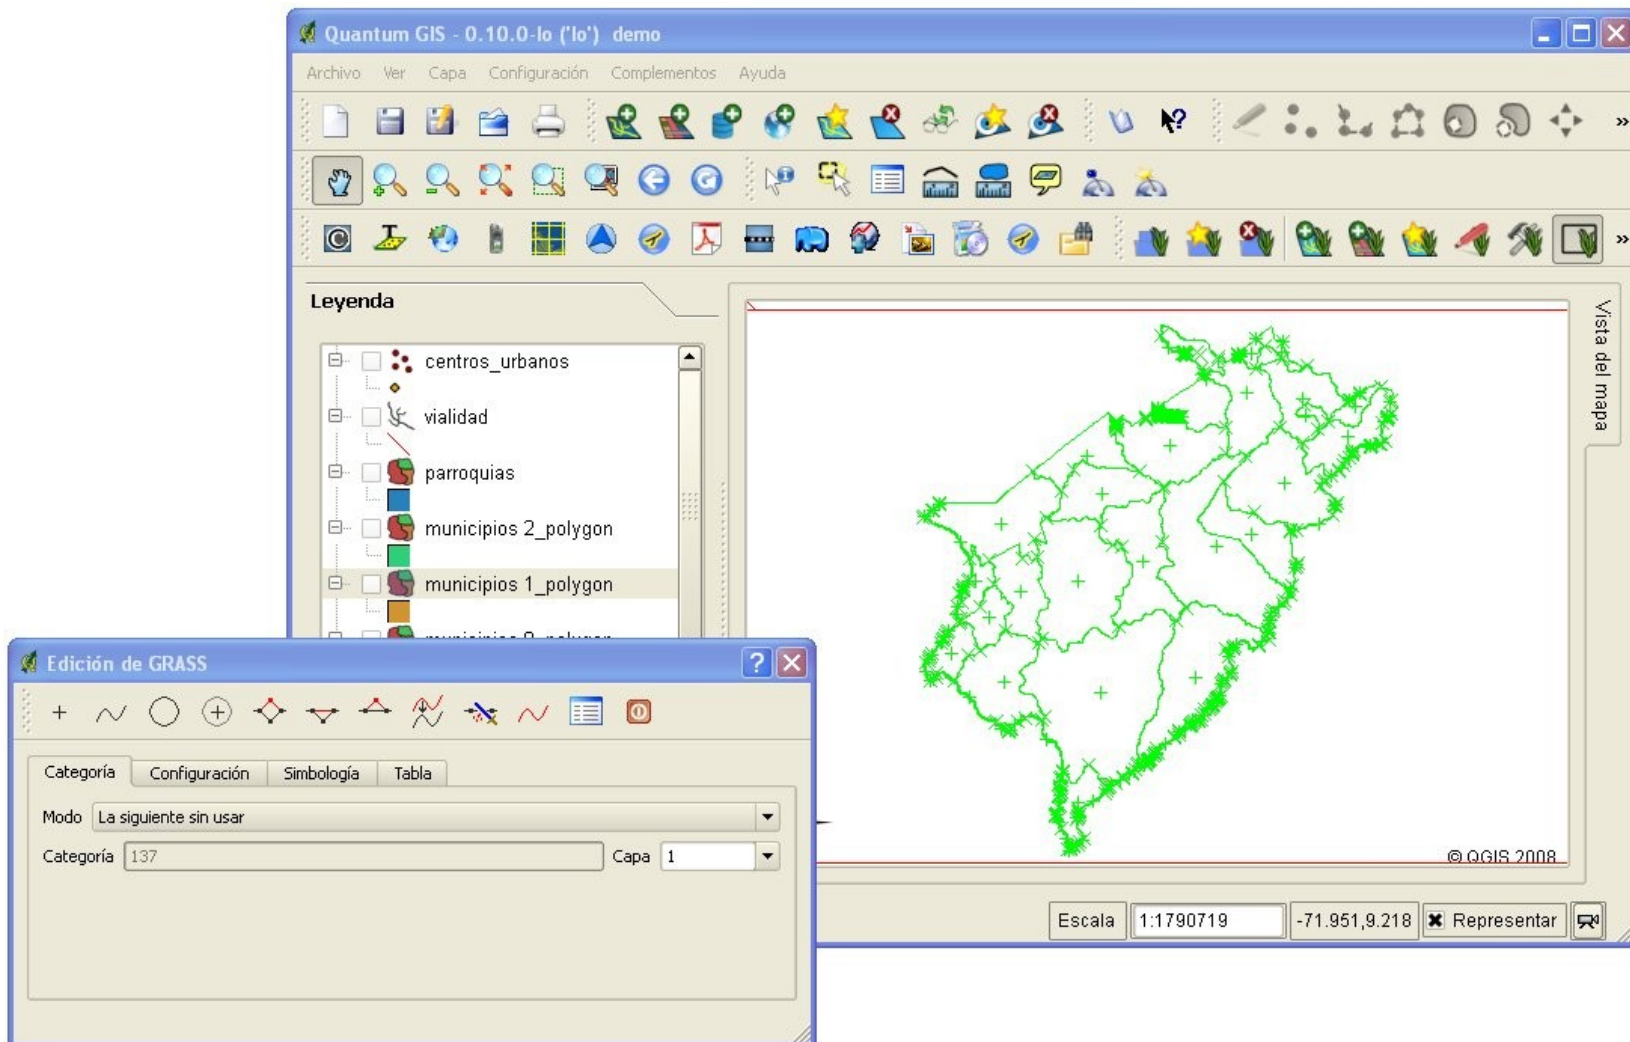 Quantum GIS - 0.10.0-Io ('Io')  demo
Archivo Ver Capa Configuración Complementos Ayuda
Leyenda
centros_urbanos
vialidad
parroquias
municipios 2_polygon
municipios 1_polygon
Vista del mapa
© QGIS 2008
Escala 1:1790719 -71.951,9.218 Representar
Edición de GRASS
Categoría Configuración Simbología Tabla
Modo La siguiente sin usar
Categoría 137 Capa 1